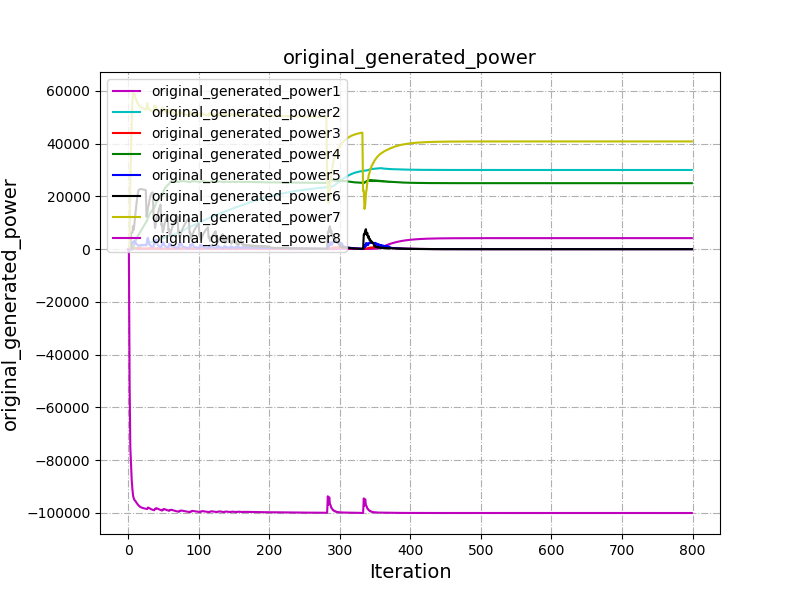 original_generated_power
original_generated_power1
original_generated_power2
original_generated_power3
original_generated_power4
original_generated_power5
original_generated_power6
original_generated_power7
original_generated_power8
60000
40000
20000
0
−20000
−40000
−60000
−80000
−100000
original_generated_power
0 100 200 300 400 500 600 700 800
Iteration